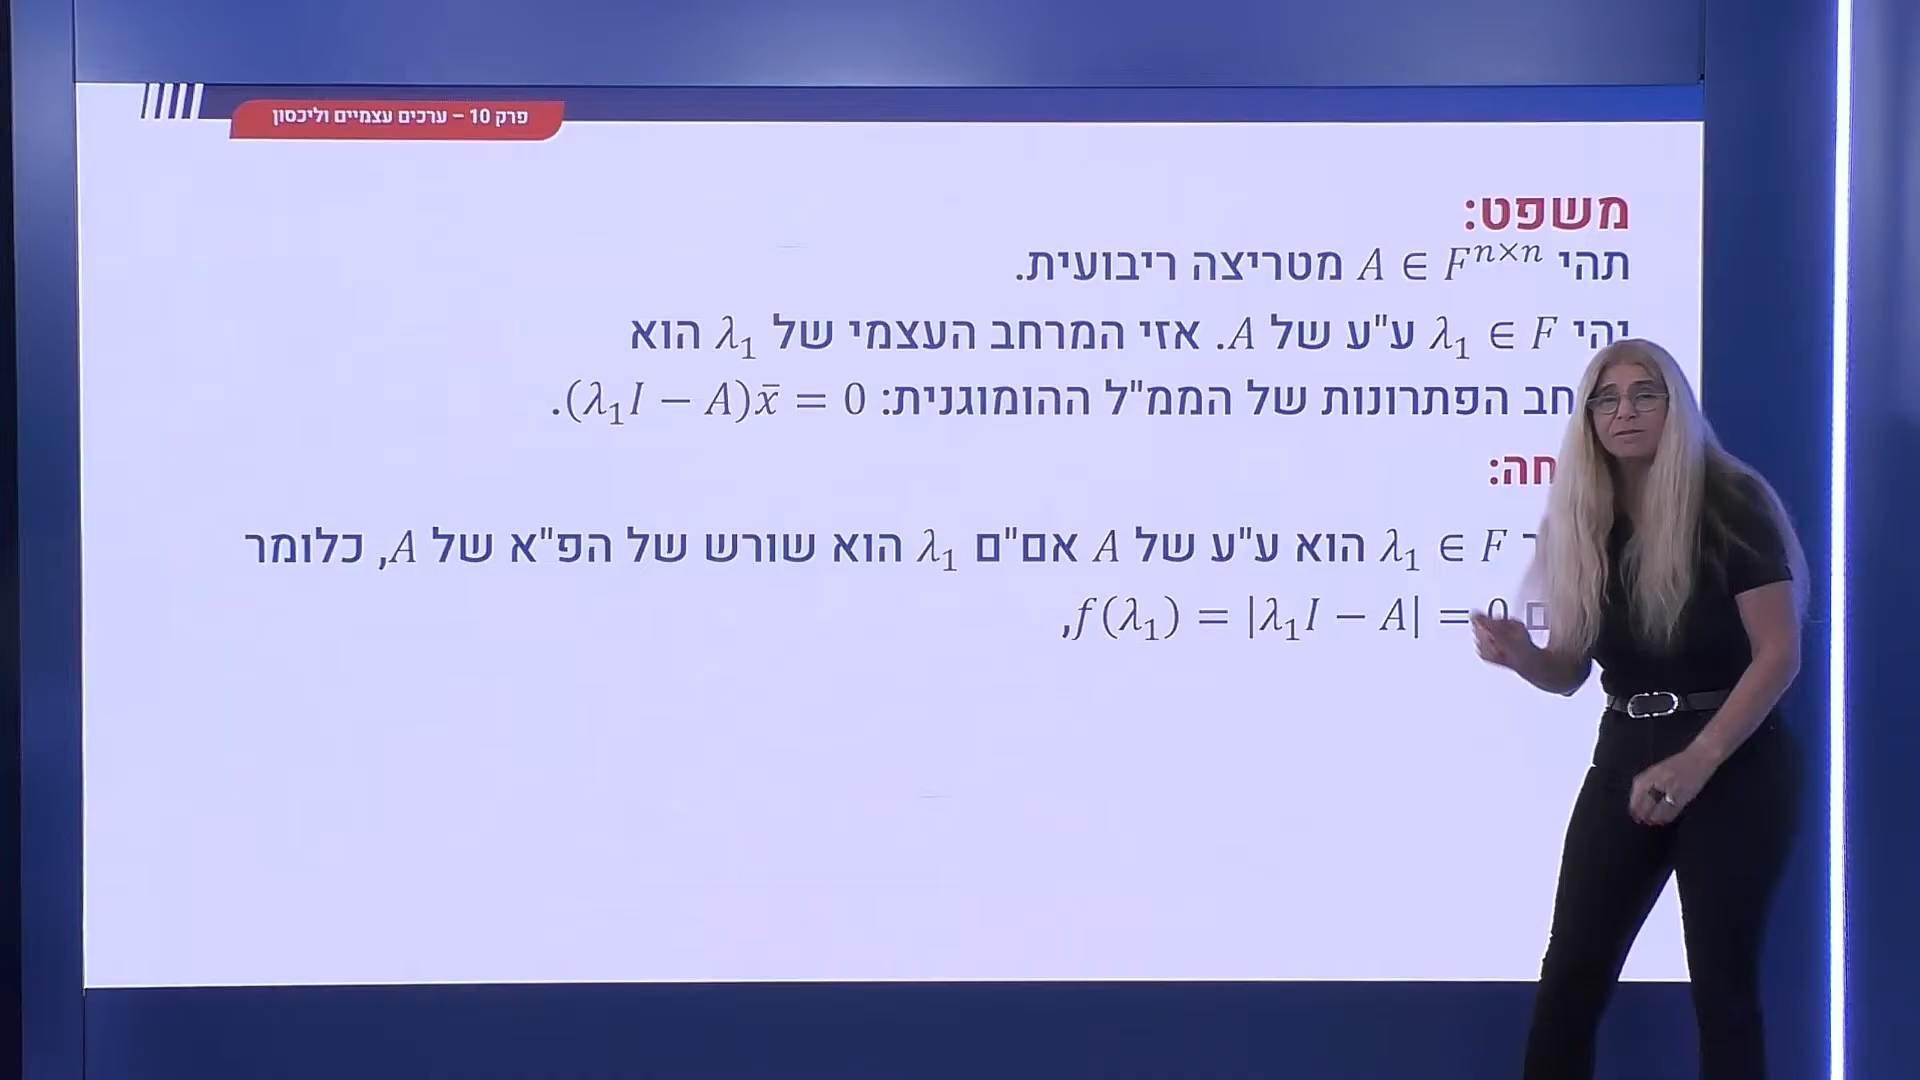 פרק 10 – ערכים עצמיים וליכסון
משפט:
תהי A ∈ F^{n×n} מטריצה ריבועית.
יהי λ₁ ∈ F ע"ע של A. אזי המרחב העצמי של λ₁ הוא
חב הפתרונות של הממ"ל ההומוגנית: (λ₁I − A)x̄ = 0.
חה:
ר λ₁ ∈ F הוא ע"ע של A אם"ם λ₁ הוא שורש של הפ"א של A, כלומר
ם f(λ₁) = |λ₁I − A| = 0,